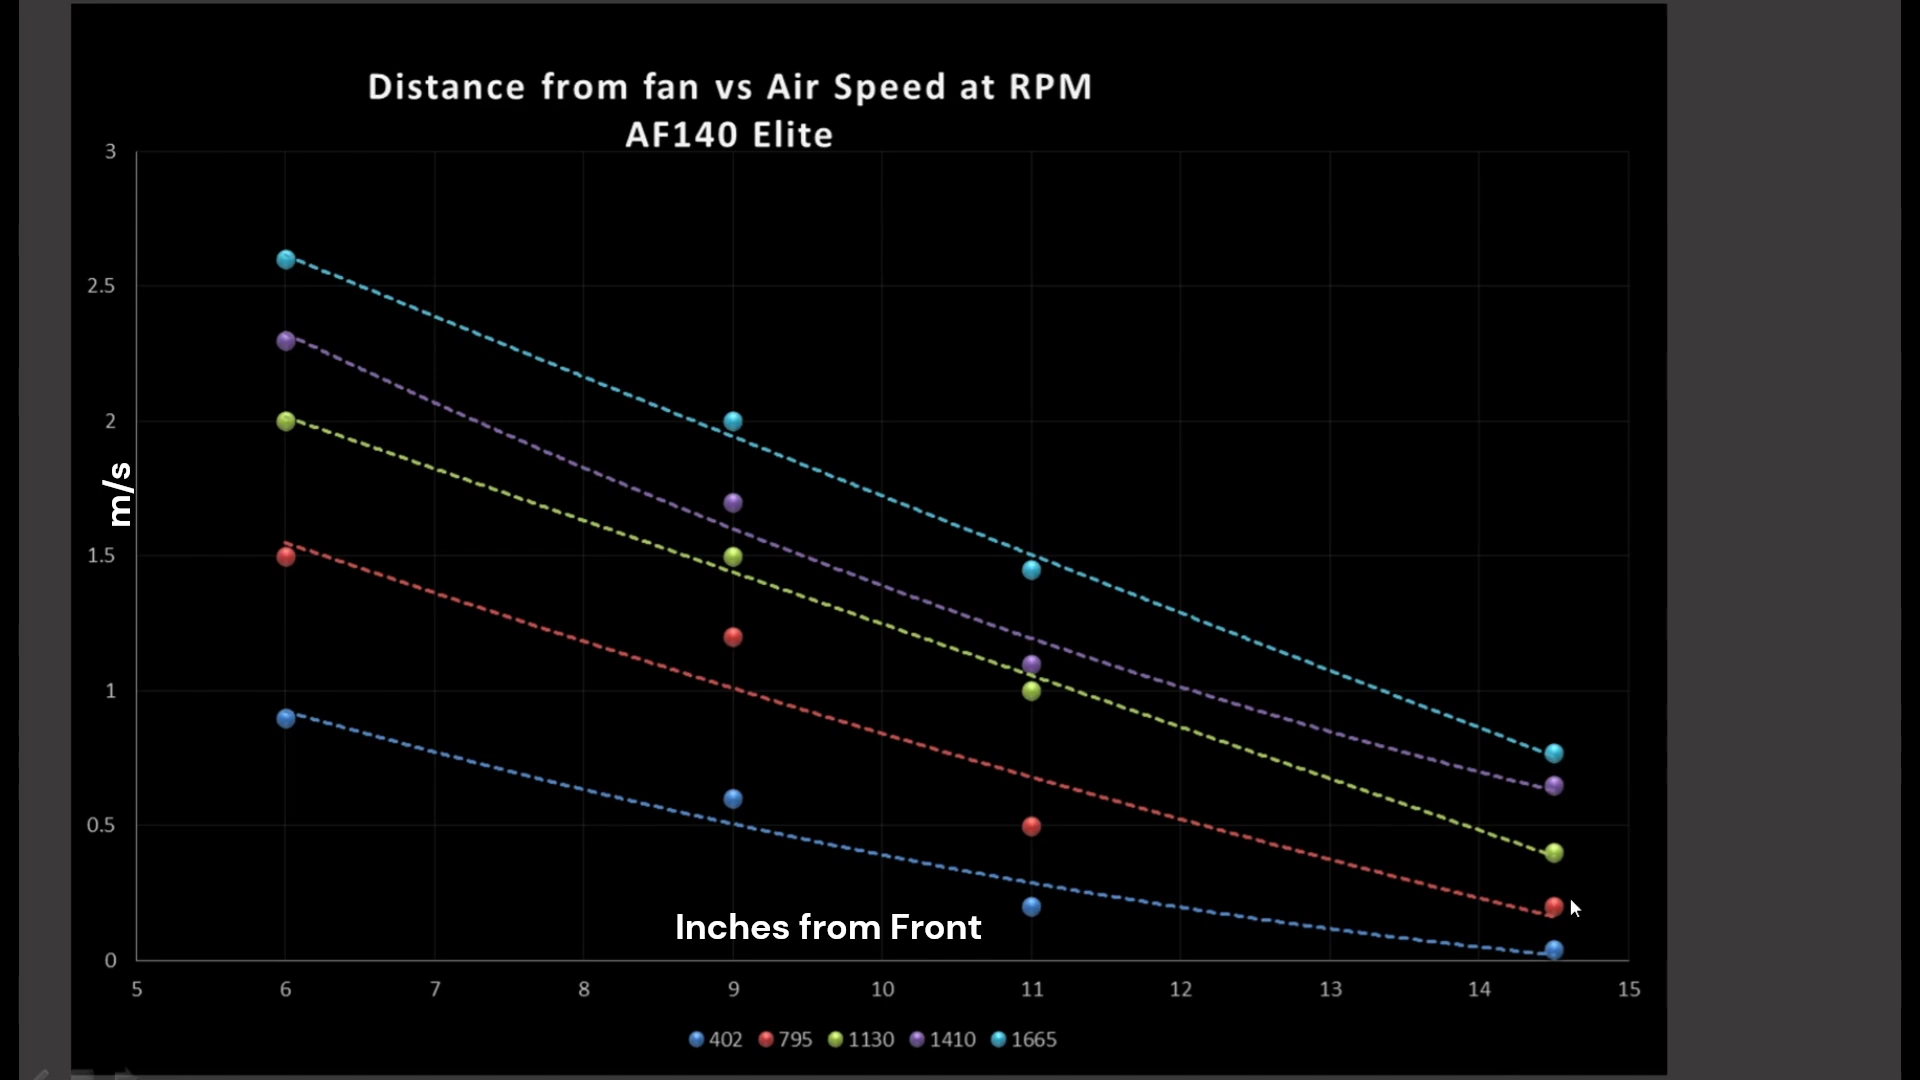 Distance from fan vs Air Speed at RPM
AF140 Elite
3
2.5
2
1.5
1
0.5
0
m/s
Inches from Front
5 6 7 8 9 10 11 12 13 14 15
402 795 1130 1410 1665